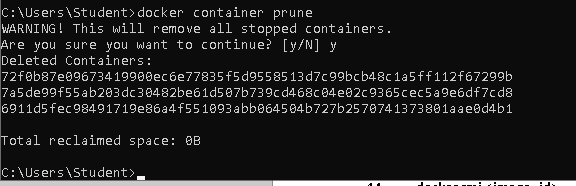 C:\Users\Student>docker container prune
WARNING! This will remove all stopped containers.
Are you sure you want to continue? [y/N] y
Deleted Containers:
72f0b87e09673419900ec6e77835f5d9558513d7c99bcb48c1a5ff112f67299b
7a5de99f55ab203dc30482be61d507b739cd468c04e02c9365cec5a9e6df7cd8
6911d5fec98491719e86a4f551093abb064504b727b2570741373801aae0d4b1
Total reclaimed space: 0B
C:\Users\Student>